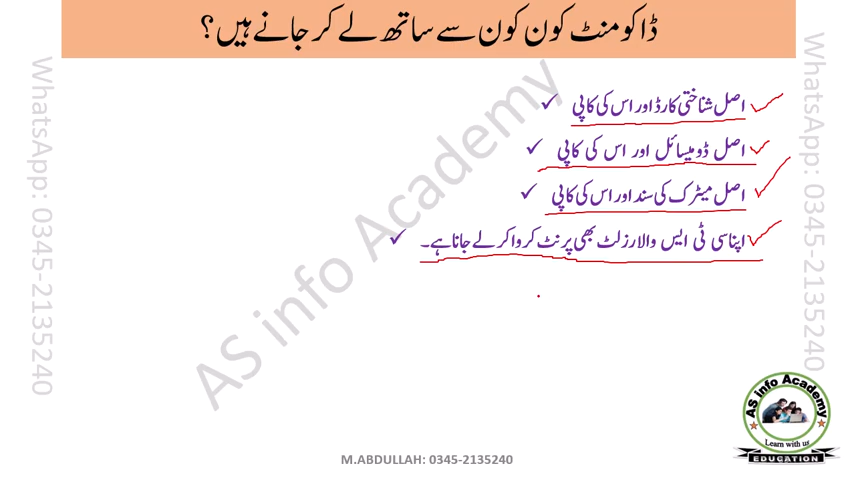 ڈاکومنٹ کون کون سے ساتھ لے کر جانے ہیں؟
اصل شناختی کارڈ اور اس کی کاپی
اصل ڈومیسائل اور اس کی کاپی
اصل میٹرک کی سند اور اس کی کاپی
اپنا سی ٹی ایس والا رزلٹ بھی پرنٹ کروا کر لے جانا ہے۔
AS info Academy
WhatsApp: 0345-2135240
WhatsApp: 0345-2135240
AS info Academy
Learn with us
EDUCATION
M.ABDULLAH: 0345-2135240